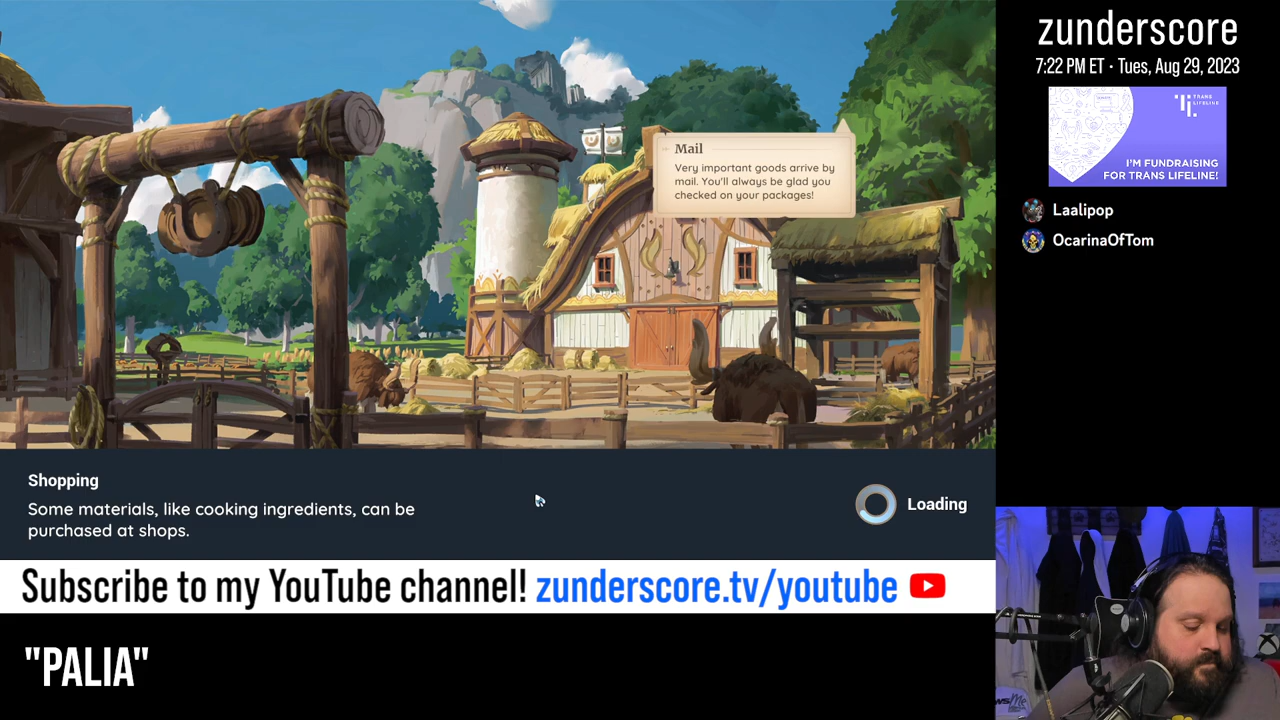 zunderscore
7:22 PM ET · Tues, Aug 29, 2023
TRANS
LIFELINE
I'M FUNDRAISING
FOR TRANS LIFELINE!
Laalipop
OcarinaOfTom
Mail
Very important goods arrive by
mail. You'll always be glad you
checked on your packages!
Shopping
Some materials, like cooking ingredients, can be
purchased at shops.
Loading
Subscribe to my YouTube channel! zunderscore.tv/youtube
"PALIA"